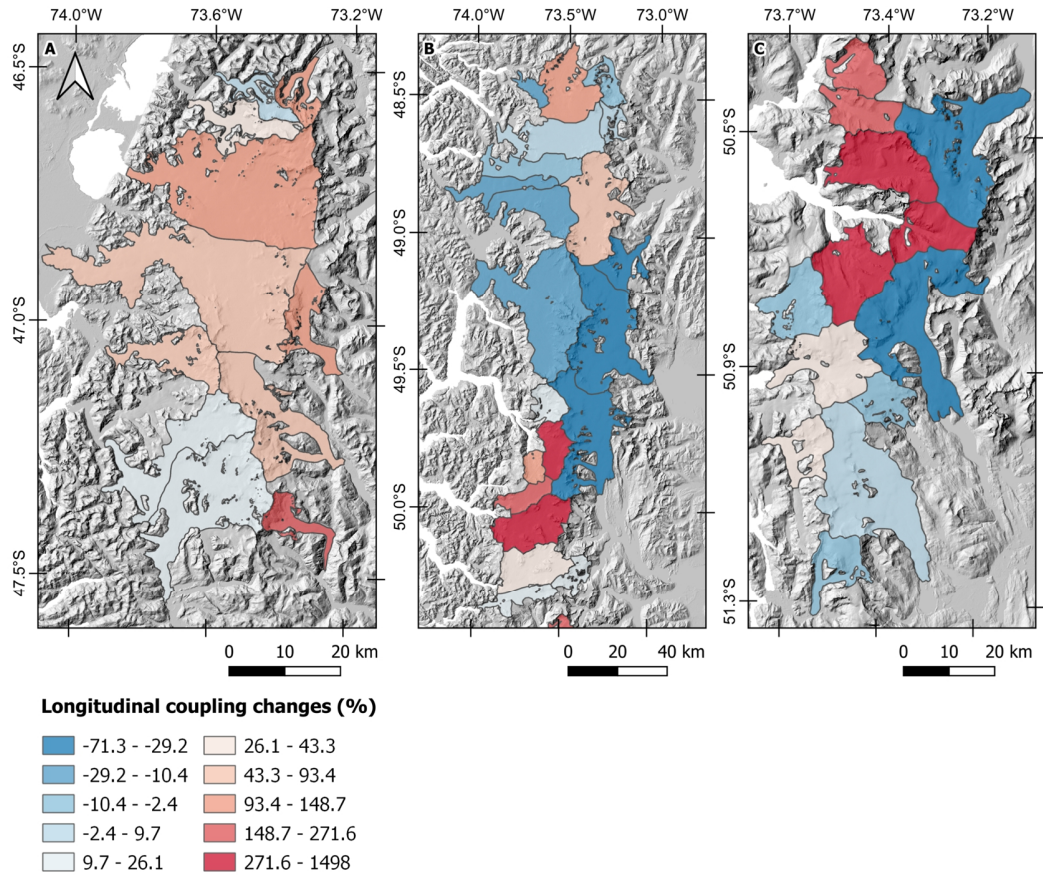 74.0°W 73.6°W 73.2°W
74.0°W 73.5°W 73.0°W
73.7°W 73.4°W 73.2°W
A
B
C
46.5°S
47.0°S
47.5°S
48.5°S
49.0°S
49.5°S
50.0°S
50.5°S
50.9°S
51.3°S
0 10 20 km
0 20 40 km
0 10 20 km
Longitudinal coupling changes (%)
-71.3 - -29.2
-29.2 - -10.4
-10.4 - -2.4
-2.4 - 9.7
9.7 - 26.1
26.1 - 43.3
43.3 - 93.4
93.4 - 148.7
148.7 - 271.6
271.6 - 1498